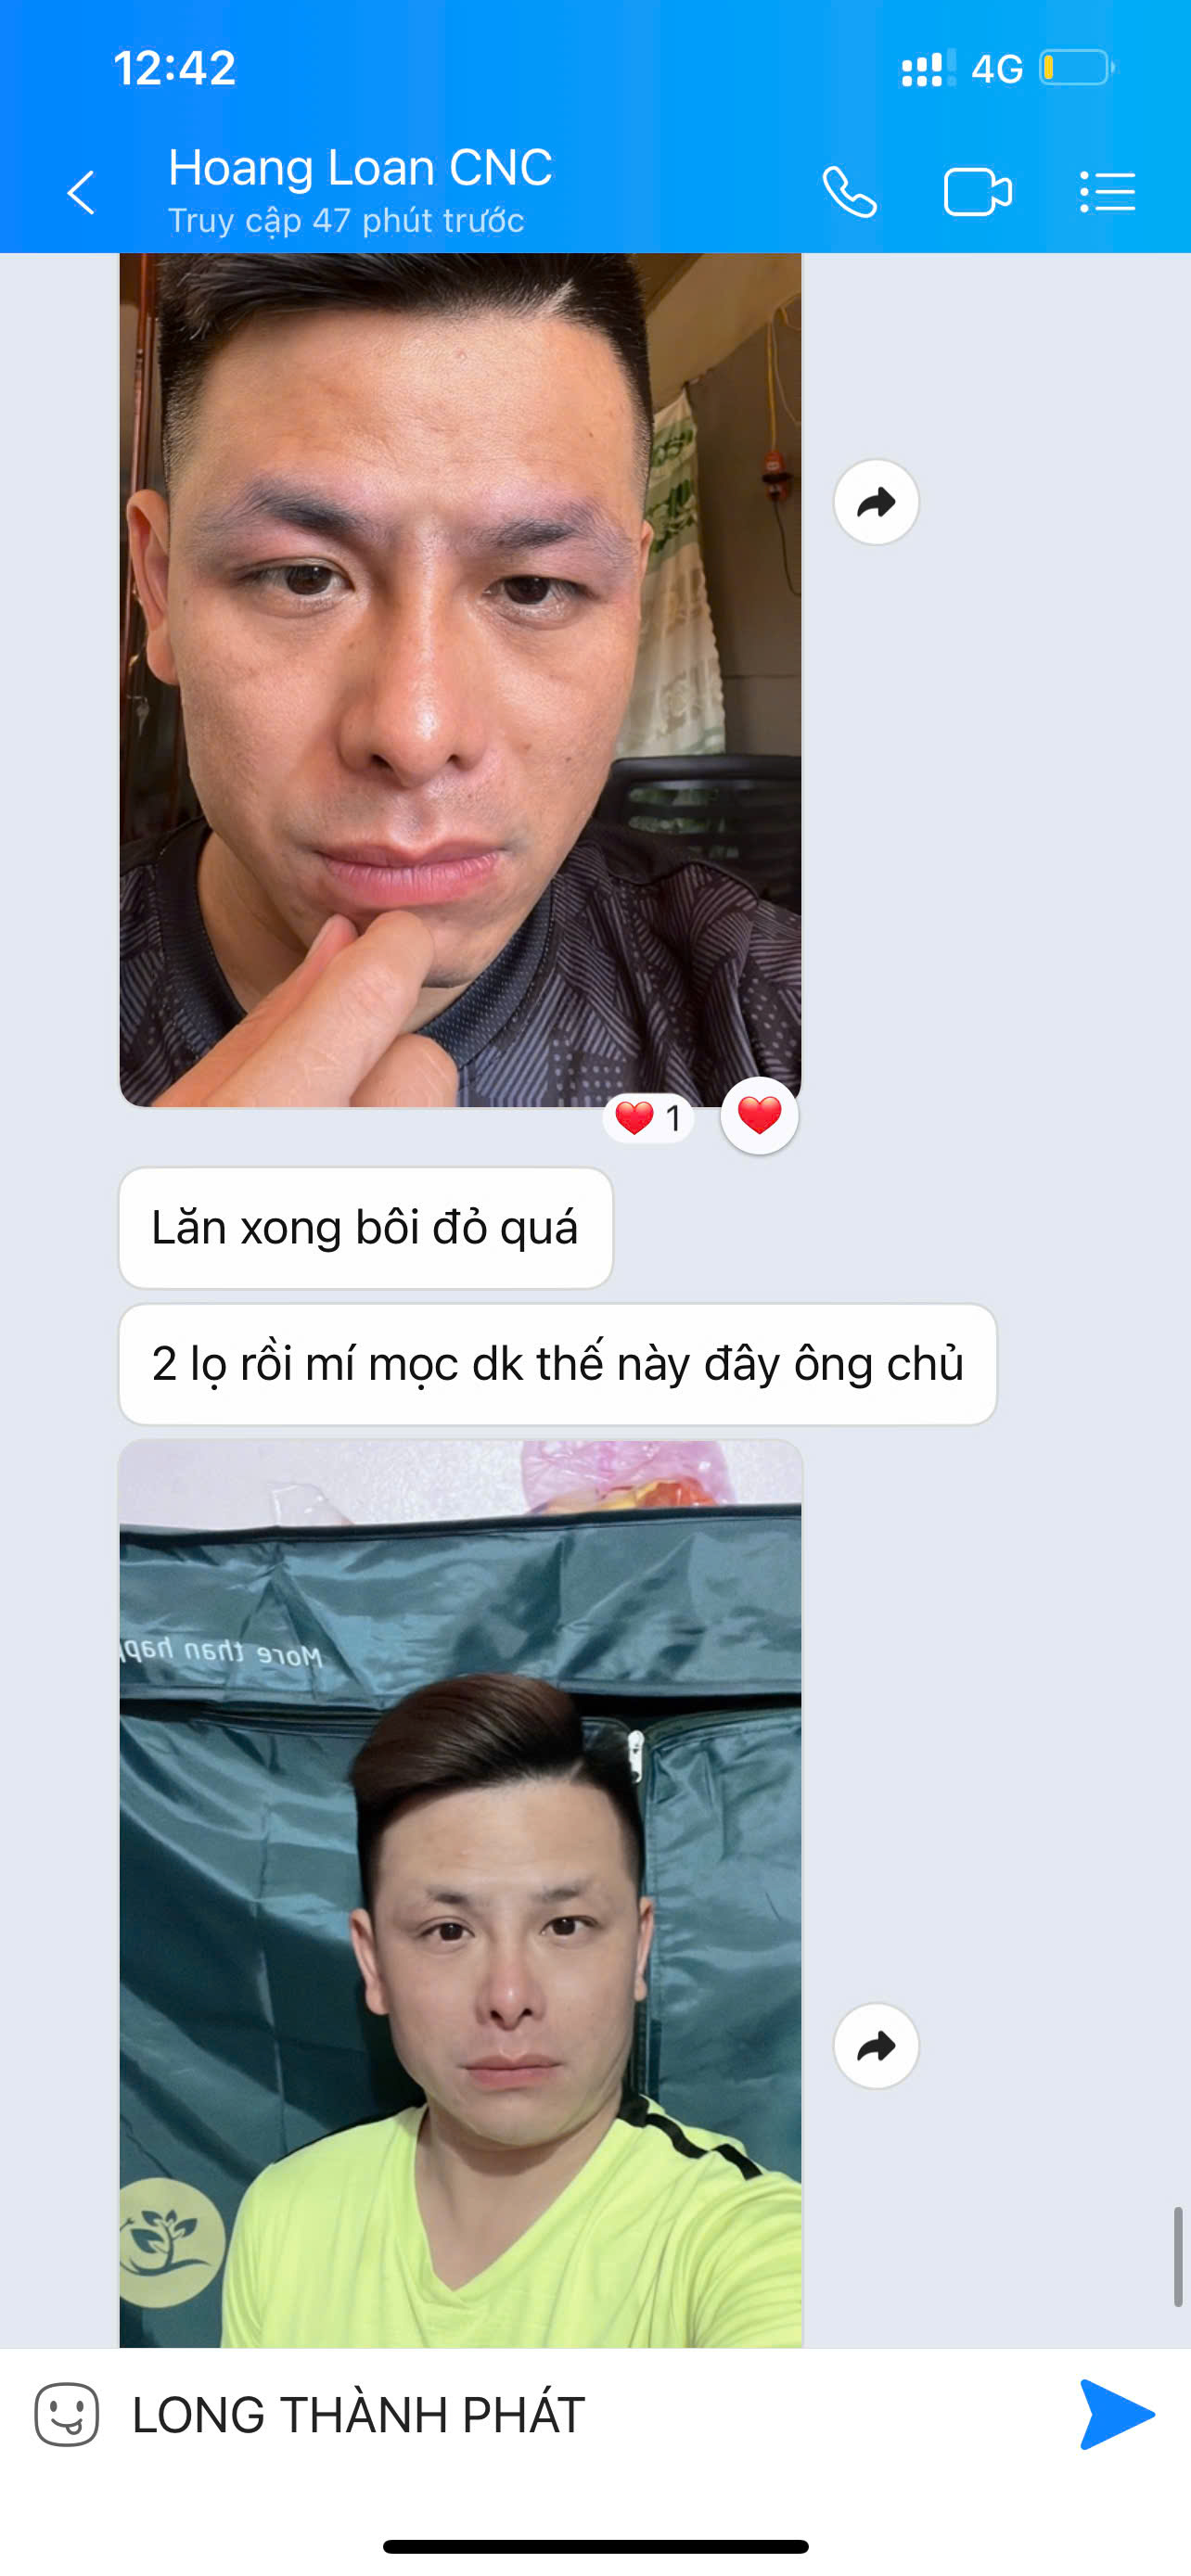 12:42
4G
Hoang Loan CNC
Truy cập 47 phút trước
1
Lăn xong bôi đỏ quá
2 lọ rồi mí mọc dk thế này đây ông chủ
More than happ
LONG THÀNH PHÁT